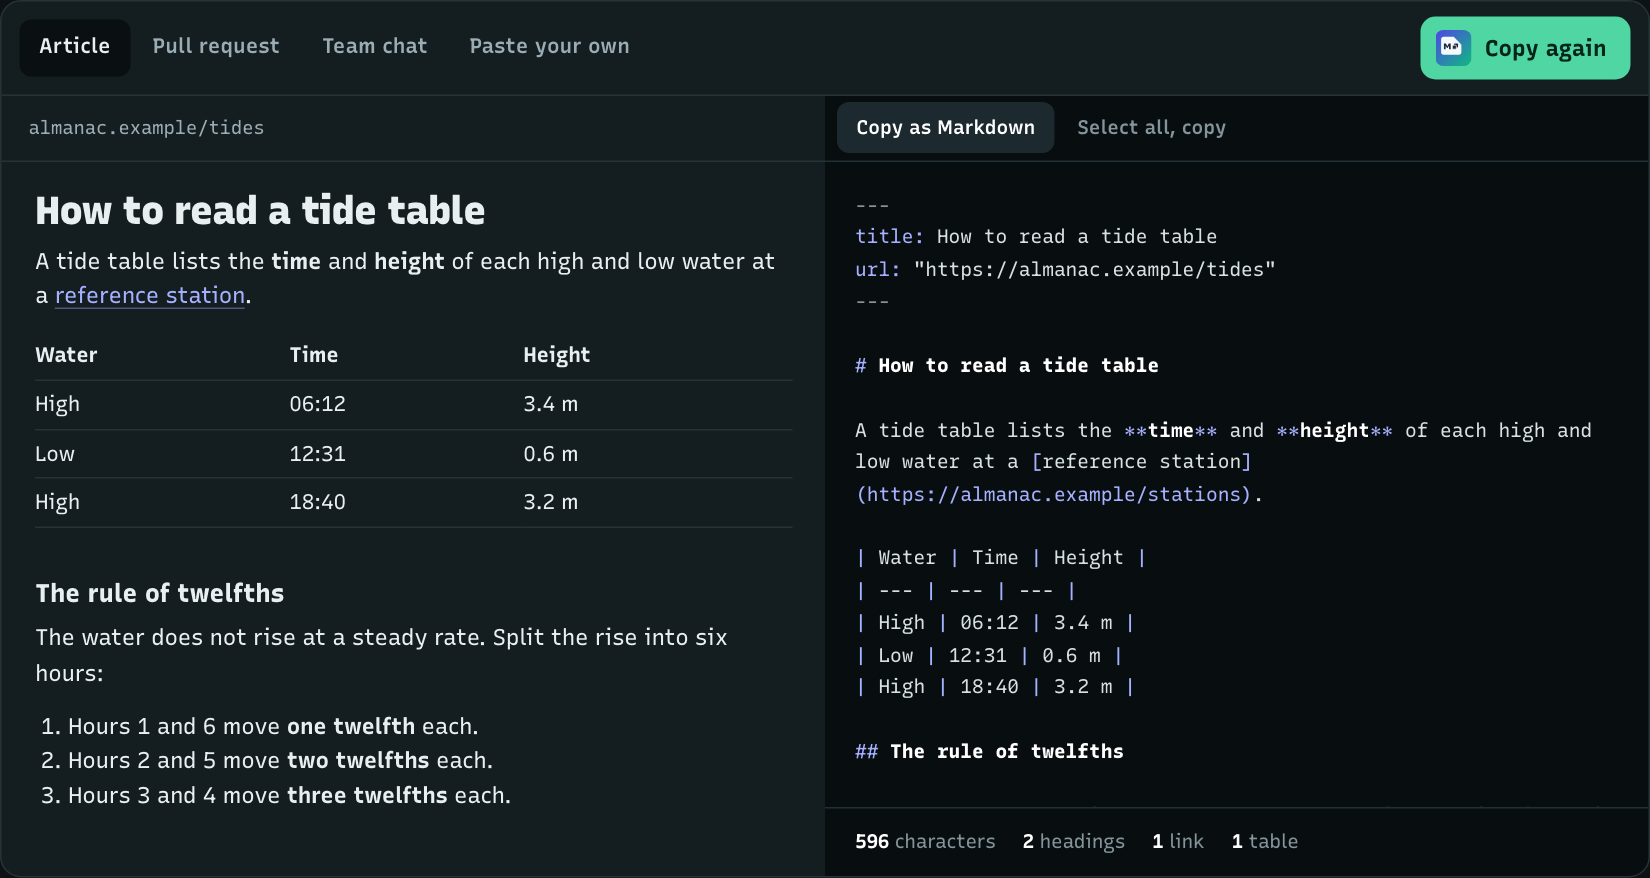 Article
Pull request
Team chat
Paste your own
M
Copy again
almanac.example/tides
How to read a tide table
A tide table lists the time and height of each high and low water at
a reference station.
Water Time Height
High 06:12 3.4 m
Low 12:31 0.6 m
High 18:40 3.2 m
The rule of twelfths
The water does not rise at a steady rate. Split the rise into six
hours:
1. Hours 1 and 6 move one twelfth each.
2. Hours 2 and 5 move two twelfths each.
3. Hours 3 and 4 move three twelfths each.
Copy as Markdown
Select all, copy
---
title: How to read a tide table
url: "https://almanac.example/tides"
---
# How to read a tide table
A tide table lists the **time** and **height** of each high and
low water at a [reference station]
(https://almanac.example/stations).
| Water | Time | Height |
| --- | --- | --- |
| High | 06:12 | 3.4 m |
| Low | 12:31 | 0.6 m |
| High | 18:40 | 3.2 m |
## The rule of twelfths
596 characters 2 headings 1 link 1 table